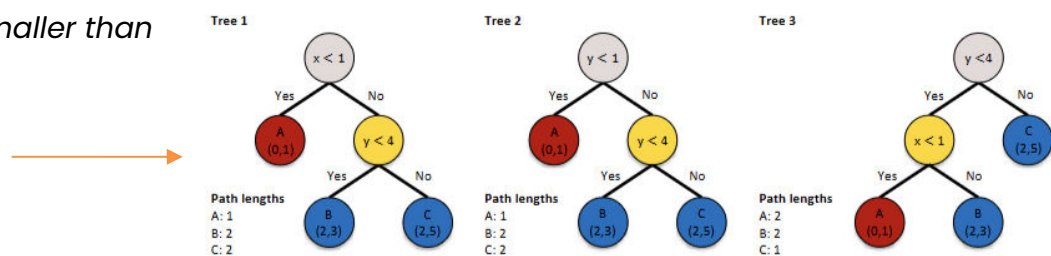 naller than
Tree 1
x < 1
Yes
No
A
(0,1)
y < 4
Yes
No
B
(2,3)
C
(2,5)
Path lengths
A: 1
B: 2
C: 2
Tree 2
y < 1
Yes
No
A
(0,1)
y < 4
Yes
No
B
(2,3)
C
(2,5)
Path lengths
A: 1
B: 2
C: 2
Tree 3
y <4
Yes
No
x < 1
C
(2,5)
Yes
No
A
(0,1)
B
(2,3)
Path lengths
A: 2
B: 2
C: 1